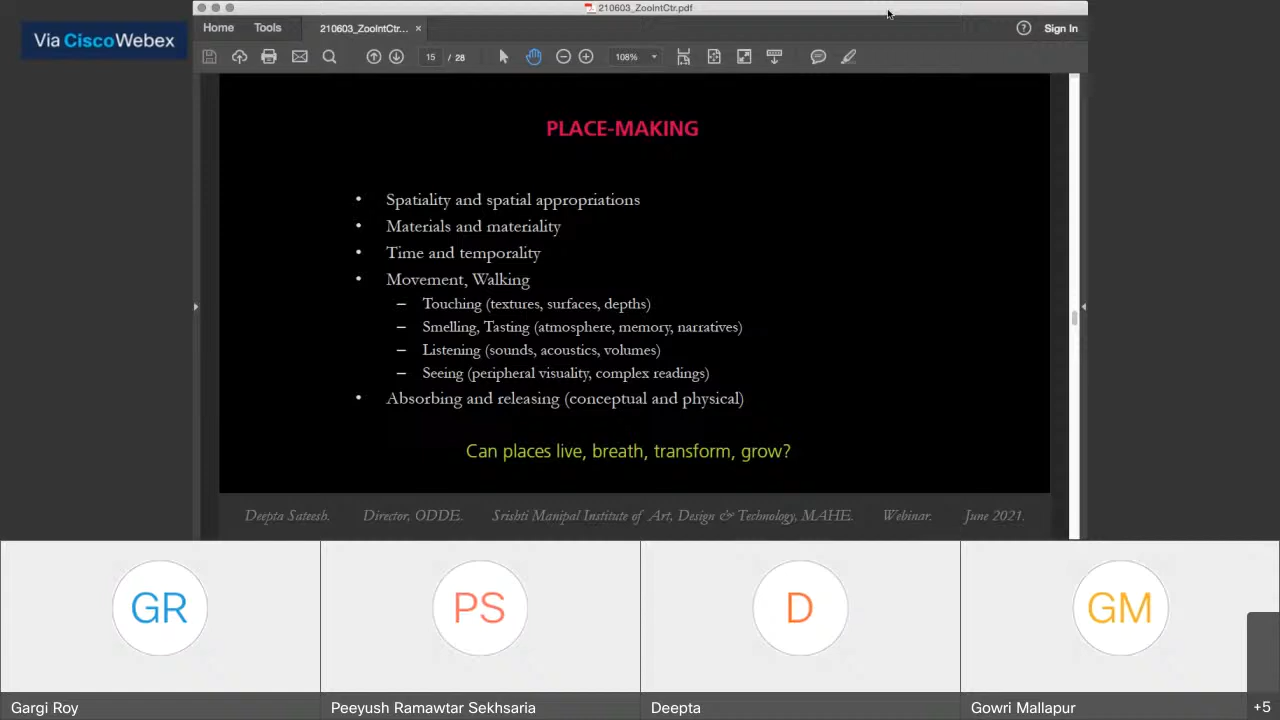 210603_ZooIntCtr.pdf
Via CiscoWebex
Home Tools 210603_ZooIntCtr... × ? Sign In
15 / 28 108%
PLACE-MAKING
• Spatiality and spatial appropriations
• Materials and materiality
• Time and temporality
• Movement, Walking
– Touching (textures, surfaces, depths)
– Smelling, Tasting (atmosphere, memory, narratives)
– Listening (sounds, acoustics, volumes)
– Seeing (peripheral visuality, complex readings)
• Absorbing and releasing (conceptual and physical)
Can places live, breath, transform, grow?
Deepta Sateesh. Director, ODDE. Srishti Manipal Institute of Art, Design & Technology, MAHE. Webinar. June 2021.
GR PS D GM
Gargi Roy Peeyush Ramawtar Sekhsaria Deepta Gowri Mallapur +5